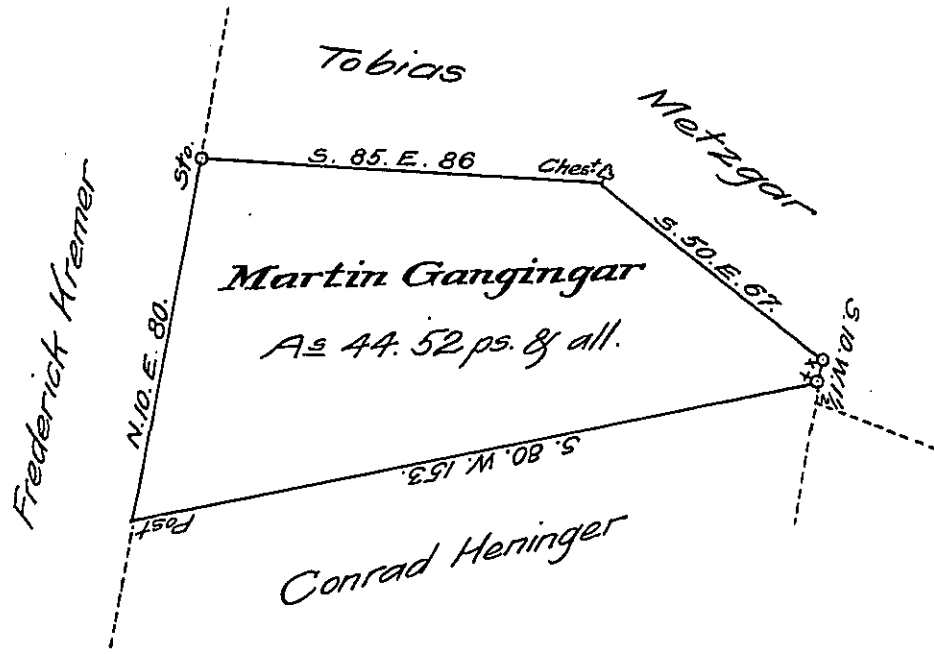 Tobias
Metzgar
Sto.
S. 85. E. 86
Chest.
S. 50. E. 67.
Frederick Kremer
N. 10. E. 80.
Martin Gangingar
As 44. 52 ps. & all.
x x
S. 80. W. 153.
Post
Conrad Heninger